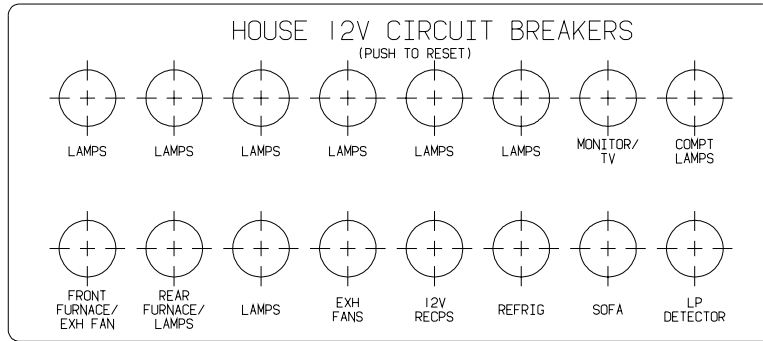 HOUSE 12V CIRCUIT BREAKERS
(PUSH TO RESET)
LAMPS
LAMPS
LAMPS
LAMPS
LAMPS
LAMPS
MONITOR/
TV
COMPT
LAMPS
FRONT
FURNACE/
EXH FAN
REAR
FURNACE/
LAMPS
LAMPS
EXH
FANS
12V
RECPS
REFRIG
SOFA
LP
DETECTOR